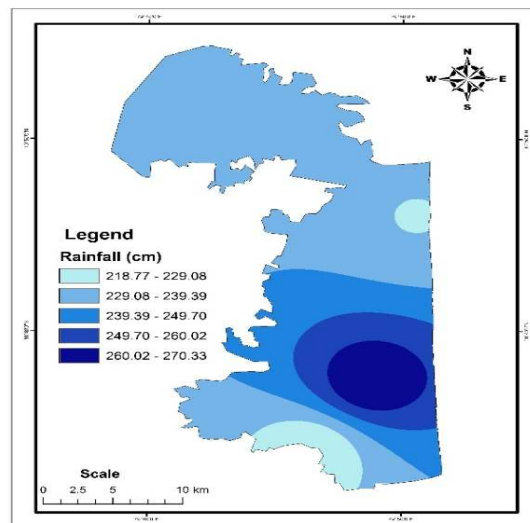 N
W E
S
Legend
Rainfall (cm)
218.77 - 229.08
229.08 - 239.39
239.39 - 249.70
249.70 - 260.02
260.02 - 270.33
Scale
0 2.5 5 10 km